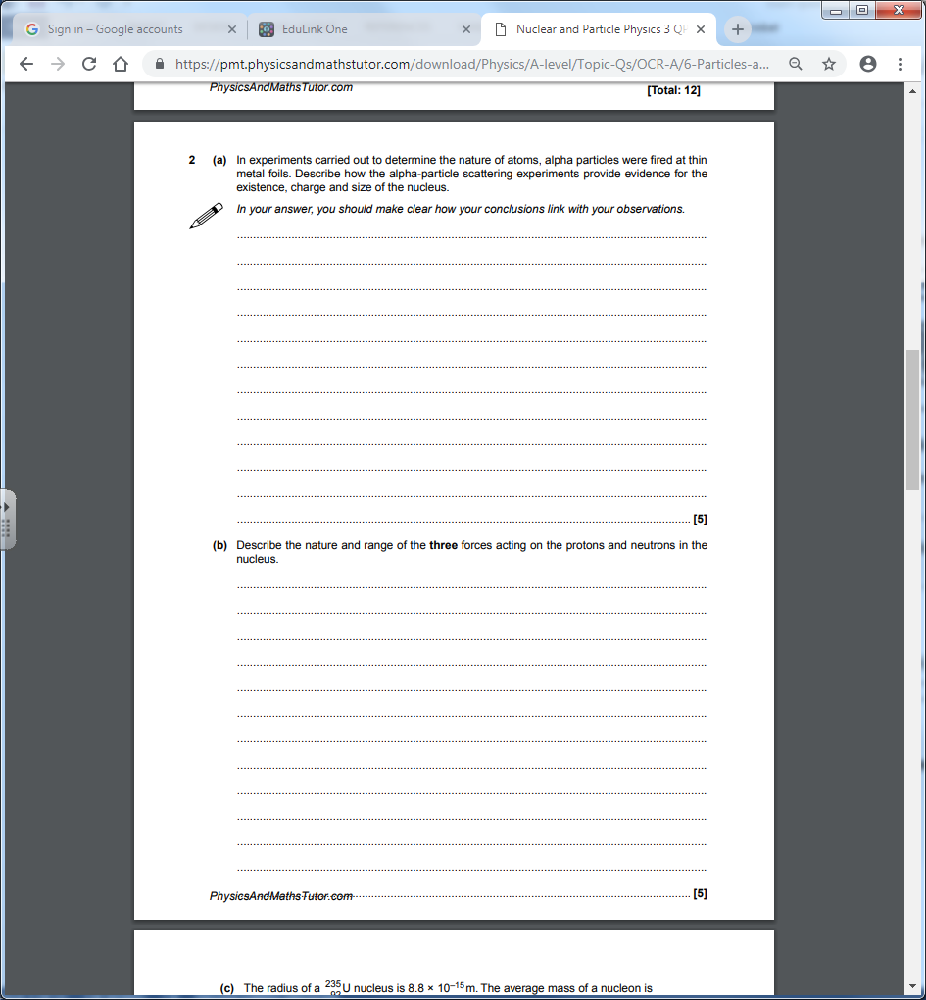 Sign in – Google accounts
EduLink One
Nuclear and Particle Physics 3 QP
https://pmt.physicsandmathstutor.com/download/Physics/A-level/Topic-Qs/OCR-A/6-Particles-a...
PhysicsAndMathsTutor.com
[Total: 12]
2 (a) In experiments carried out to determine the nature of atoms, alpha particles were fired at thin
metal foils. Describe how the alpha-particle scattering experiments provide evidence for the
existence, charge and size of the nucleus.
In your answer, you should make clear how your conclusions link with your observations.
[5]
(b) Describe the nature and range of the three forces acting on the protons and neutrons in the
nucleus.
PhysicsAndMathsTutor.com
[5]
(c) The radius of a ²³⁵₉₂U nucleus is 8.8 × 10⁻¹⁵ m. The average mass of a nucleon is